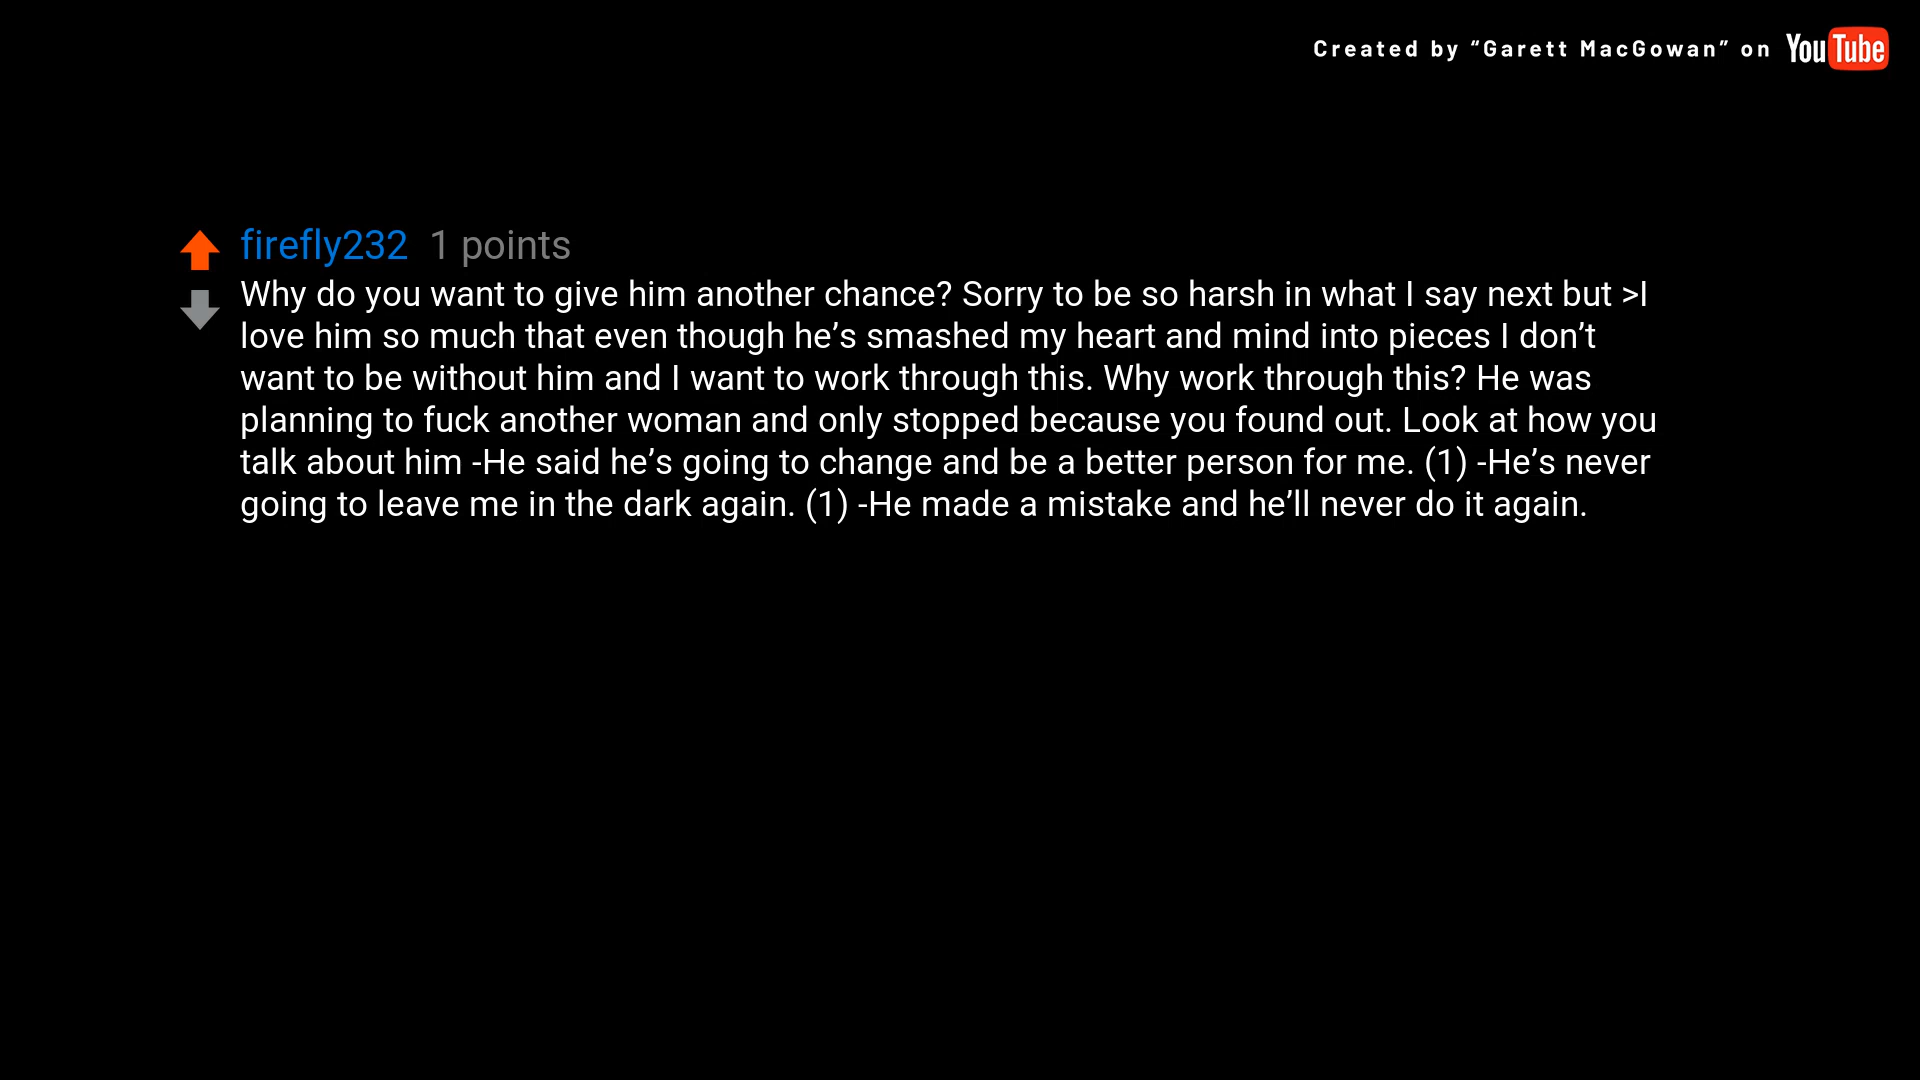 Created by “Garett MacGowan” on YouTube
firefly232 1 points
Why do you want to give him another chance? Sorry to be so harsh in what I say next but >I
love him so much that even though he’s smashed my heart and mind into pieces I don’t
want to be without him and I want to work through this. Why work through this? He was
planning to fuck another woman and only stopped because you found out. Look at how you
talk about him -He said he’s going to change and be a better person for me. (1) -He’s never
going to leave me in the dark again. (1) -He made a mistake and he’ll never do it again.